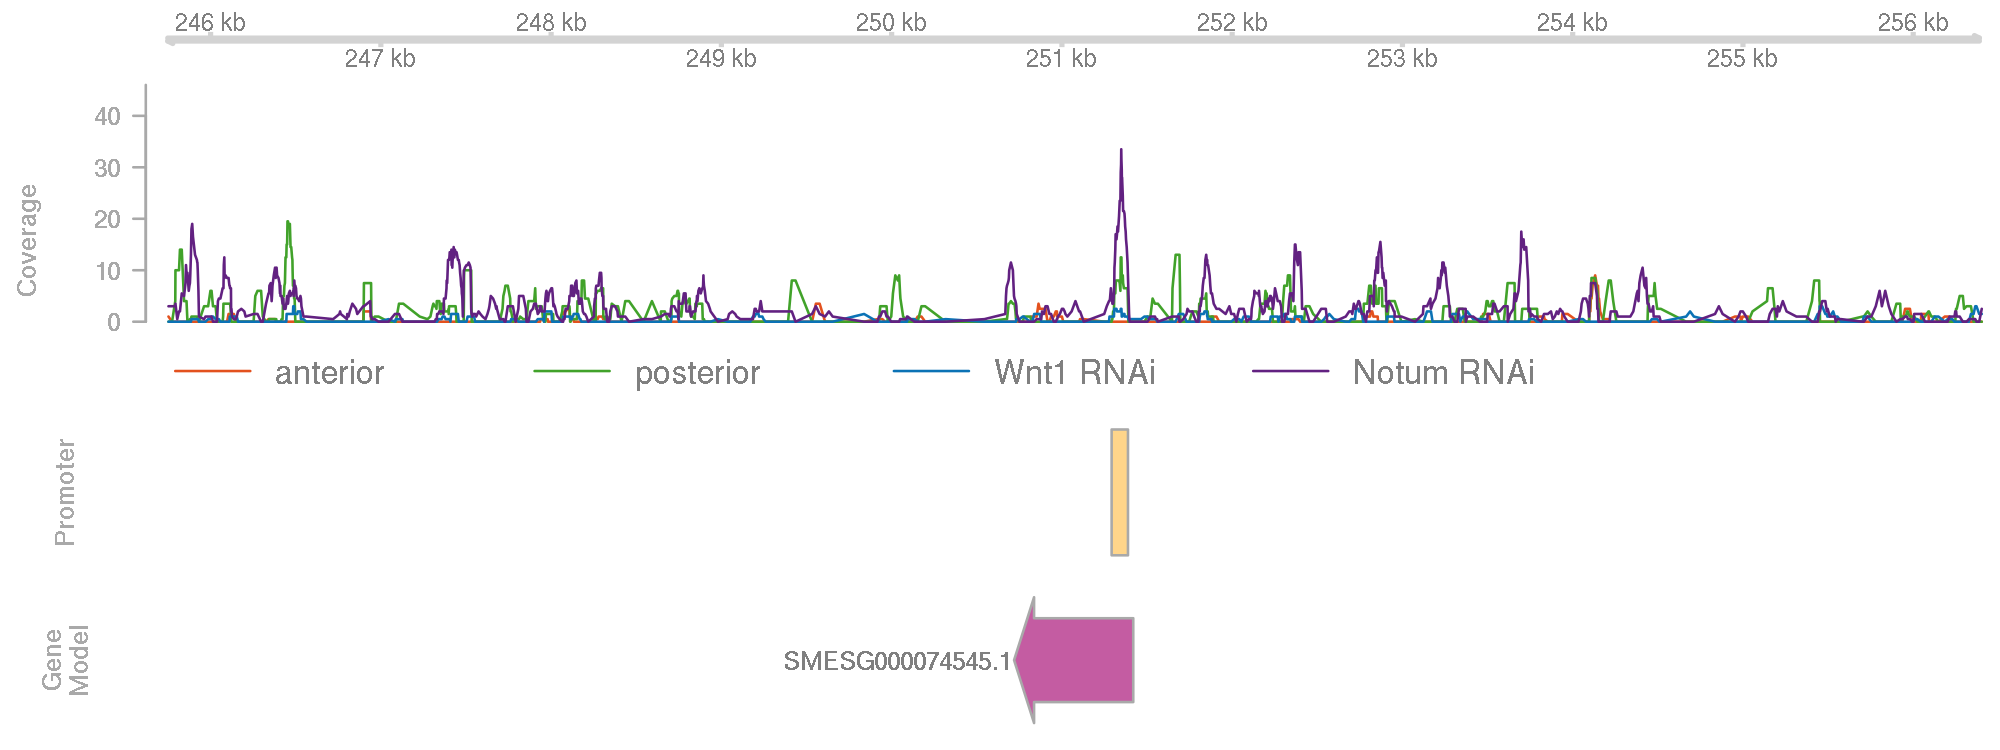 246 kb 248 kb 250 kb 252 kb 254 kb 256 kb
247 kb 249 kb 251 kb 253 kb 255 kb
Coverage
40
30
20
10
0
anterior posterior Wnt1 RNAi Notum RNAi
Promoter
Gene
Model
SMESG000074545.1